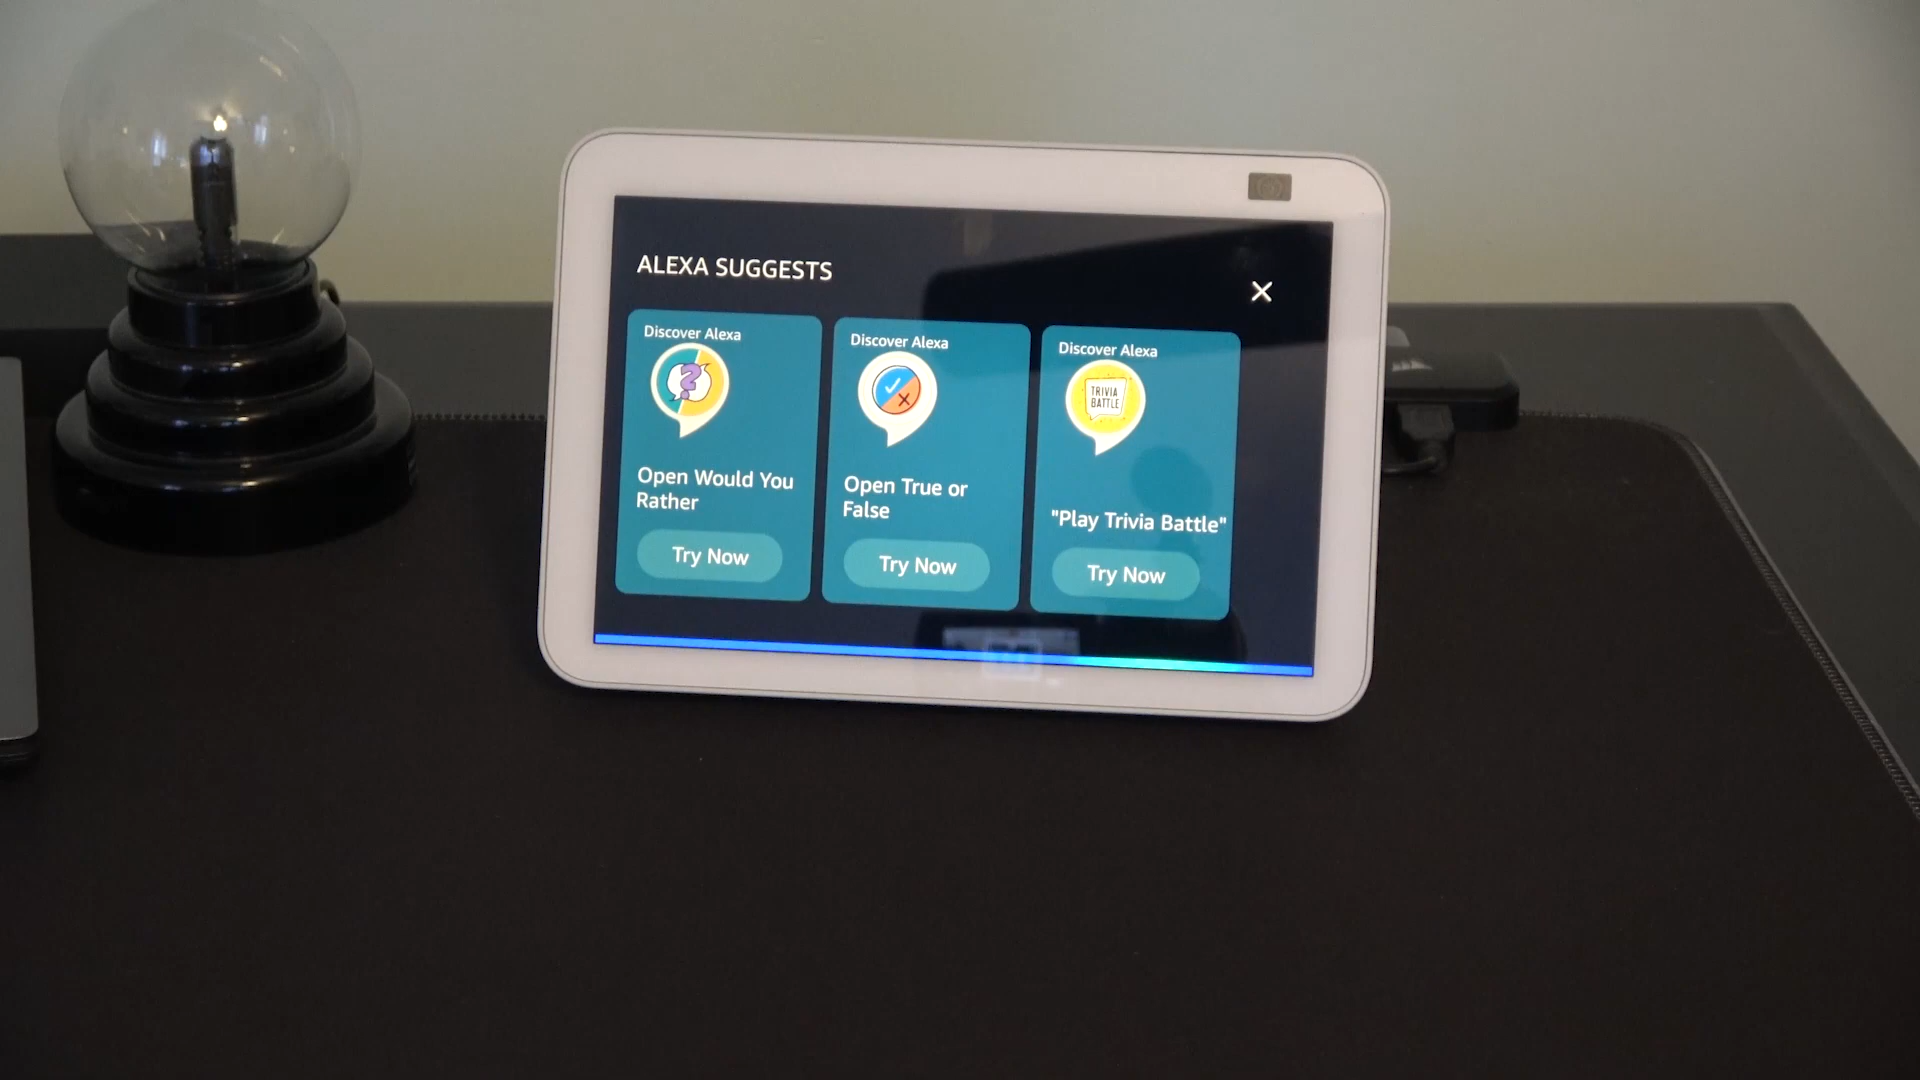 ALEXA SUGGESTS
Discover Alexa
Open Would You
Rather
Try Now
Discover Alexa
Open True or
False
Try Now
Discover Alexa
TRIVIA
BATTLE
"Play Trivia Battle"
Try Now